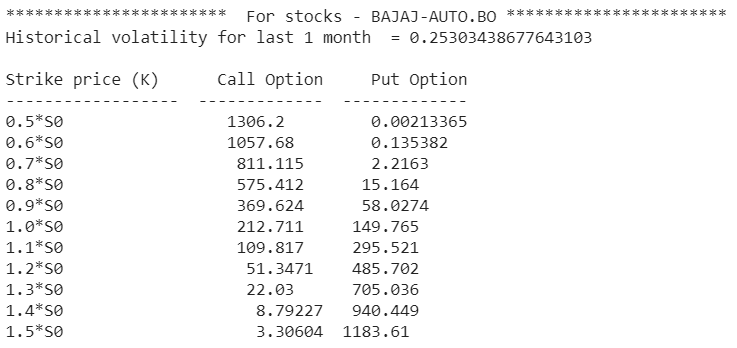 ***********************  For stocks - BAJAJ-AUTO.BO ***********************
Historical volatility for last 1 month  = 0.25303438677643103
Strike price (K)      Call Option     Put Option
------------------  -------------  -------------
0.5*S0                 1306.2         0.00213365
0.6*S0                 1057.68        0.135382
0.7*S0                  811.115       2.2163
0.8*S0                  575.412      15.164
0.9*S0                  369.624      58.0274
1.0*S0                  212.711     149.765
1.1*S0                  109.817     295.521
1.2*S0                   51.3471    485.702
1.3*S0                   22.03      705.036
1.4*S0                    8.79227   940.449
1.5*S0                    3.30604  1183.61